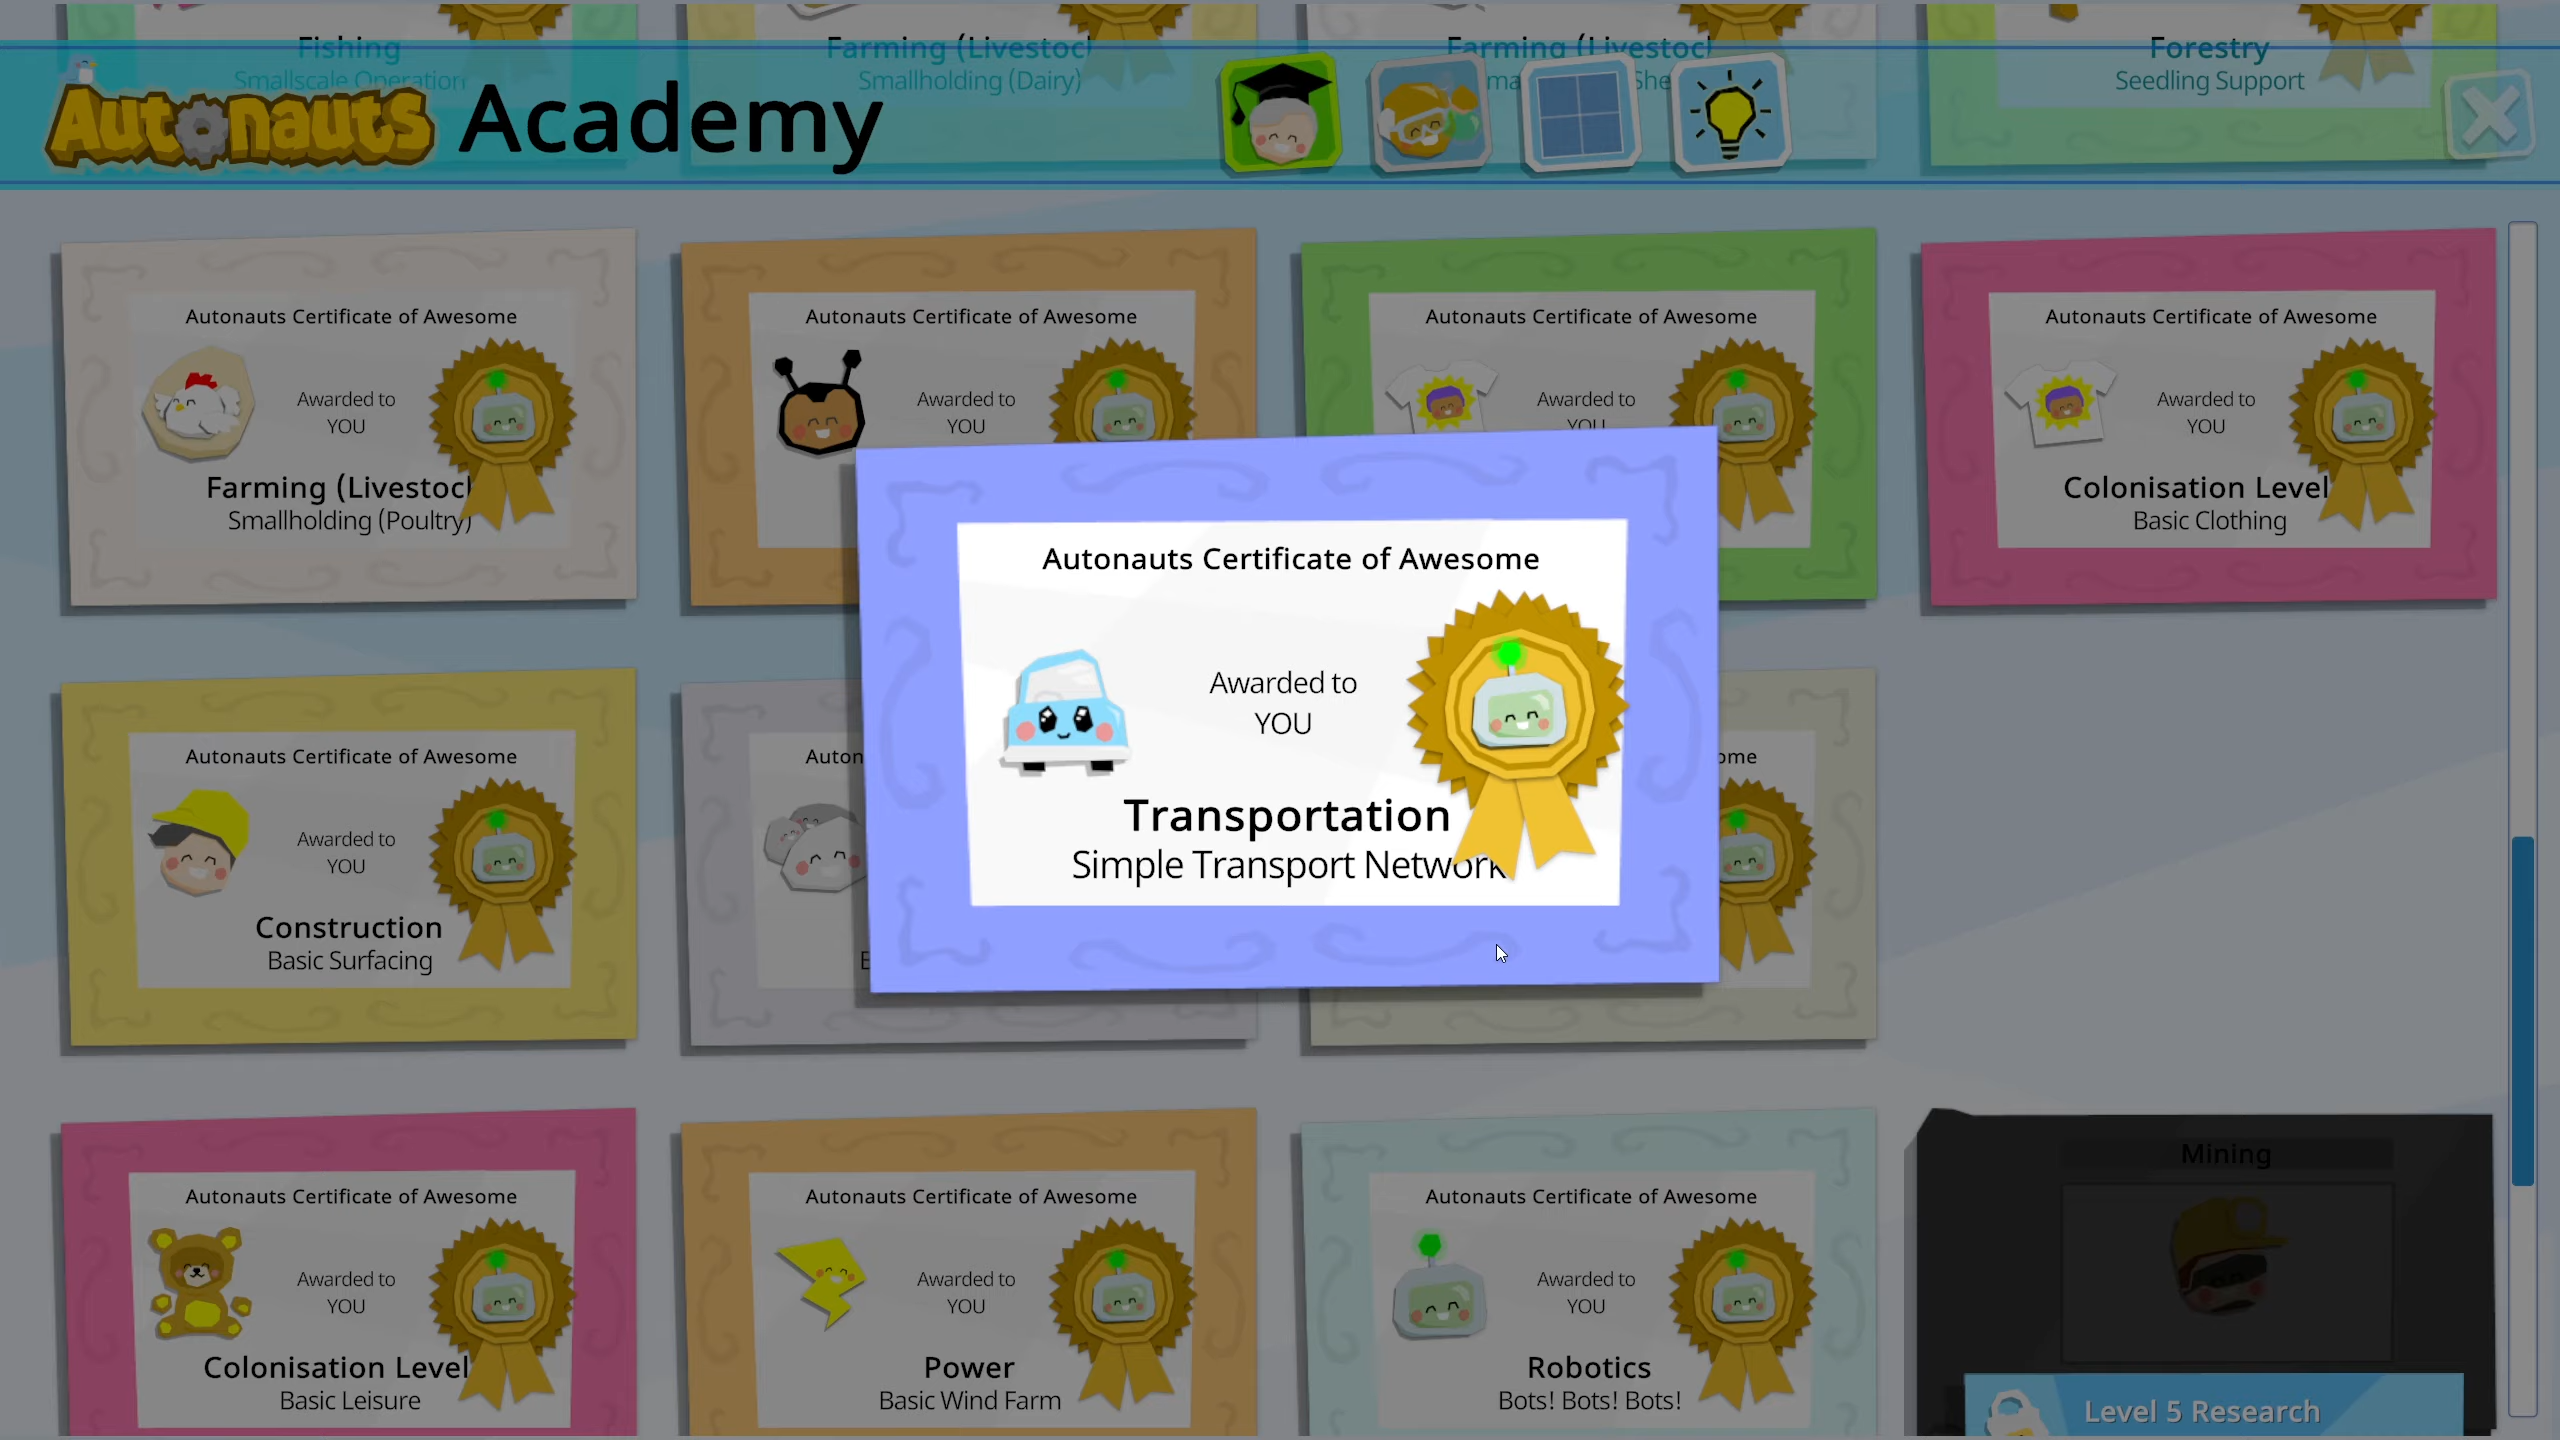 Fishing
Smallscale Operation
Farming (Livestoc
Smallholding (Dairy)
Farming (Livestoc
Forestry
Seedling Support
Autonauts Academy
Autonauts Certificate of Awesome
Awarded to
YOU
Farming (Livestoc
Smallholding (Poultry)
Autonauts Certificate of Awesome
Awarded to
YOU
Autonauts Certificate of Awesome
Awarded to
YOU
Autonauts Certificate of Awesome
Awarded to
YOU
Colonisation Level
Basic Clothing
Autonauts Certificate of Awesome
Awarded to
YOU
Transportation
Simple Transport Network
Autonauts Certificate of Awesome
Awarded to
YOU
Construction
Basic Surfacing
Auton
ome
Autonauts Certificate of Awesome
Awarded to
YOU
Colonisation Level
Basic Leisure
Autonauts Certificate of Awesome
Awarded to
YOU
Power
Basic Wind Farm
Autonauts Certificate of Awesome
Awarded to
YOU
Robotics
Bots! Bots! Bots!
Mining
Level 5 Research